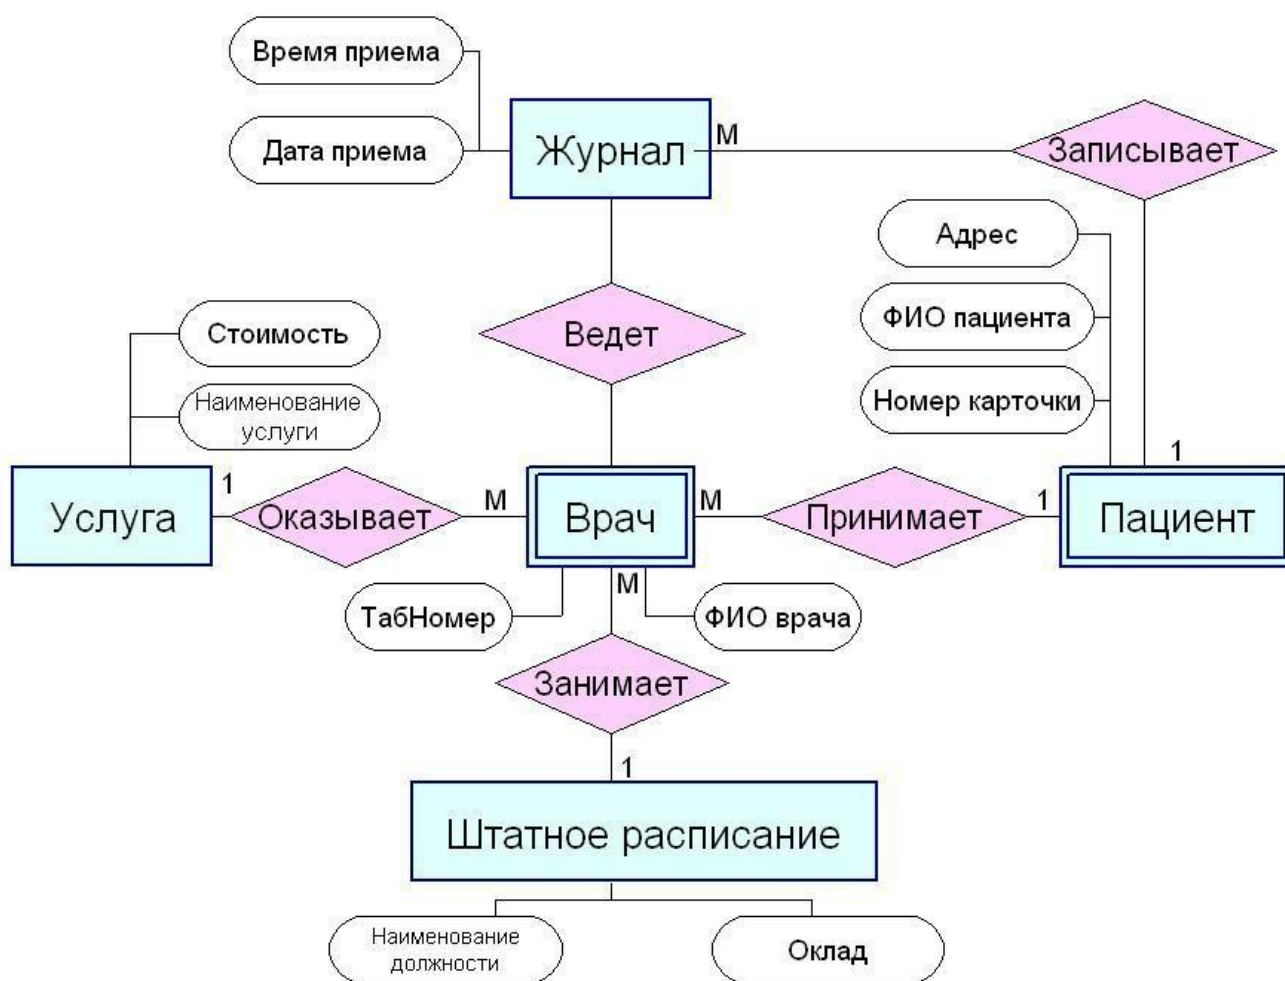 Время приема
Дата приема
Журнал
М
Записывает
Адрес
ФИО пациента
Номер карточки
Ведет
Стоимость
Наименование
услуги
1
Услуга
1
Оказывает
М
Врач
М
Принимает
1
Пациент
ТабНомер
М
ФИО врача
Занимает
1
Штатное расписание
Наименование
должности
Оклад